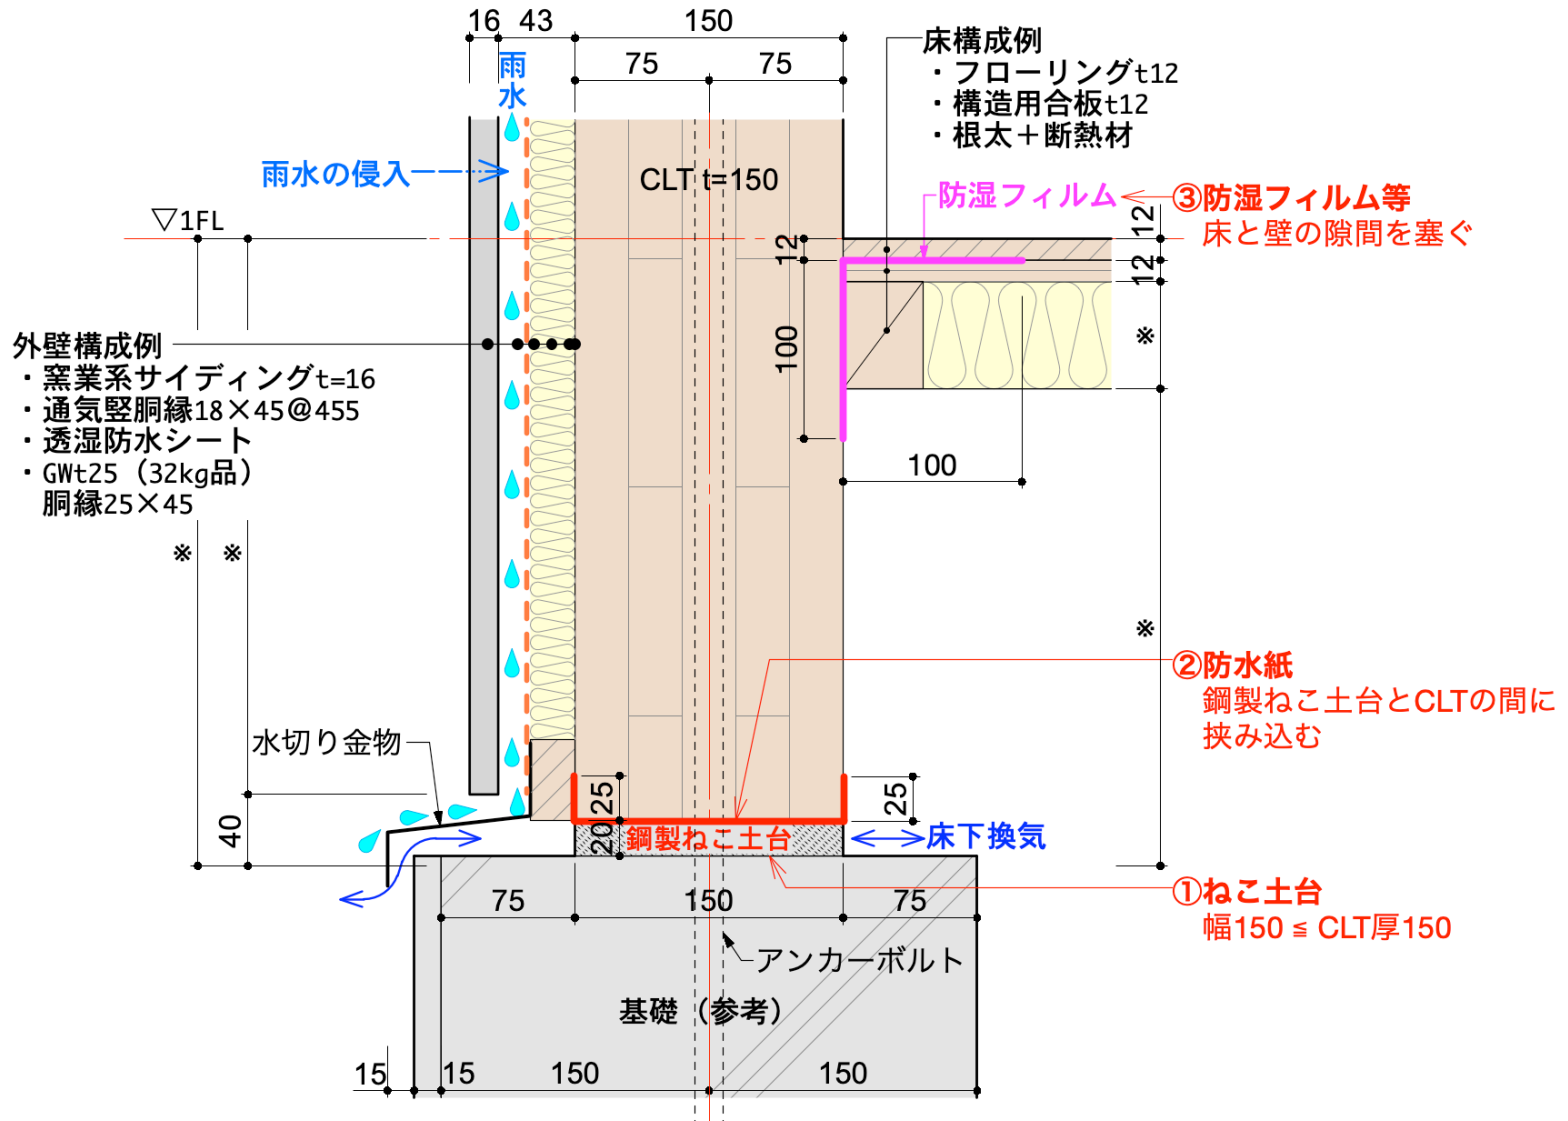 16
43
150
75
75
雨
水
床構成例
・フローリングt12
・構造用合板t12
・根太＋断熱材
雨水の侵入
CLT t=150
防湿フィルム
③防湿フィルム等
床と壁の隙間を塞ぐ
▽1FL
12
12
12
※
100
100
外壁構成例
・窯業系サイディングt=16
・通気竪胴縁18×45@455
・透湿防水シート
・GWt25（32kg品）
胴縁25×45
※
※
※
②防水紙
鋼製ねこ土台とCLTの間に
挟み込む
水切り金物
25
25
40
20
鋼製ねこ土台
床下換気
①ねこ土台
幅150 ≦ CLT厚150
75
150
75
アンカーボルト
基礎（参考）
15
15
150
150